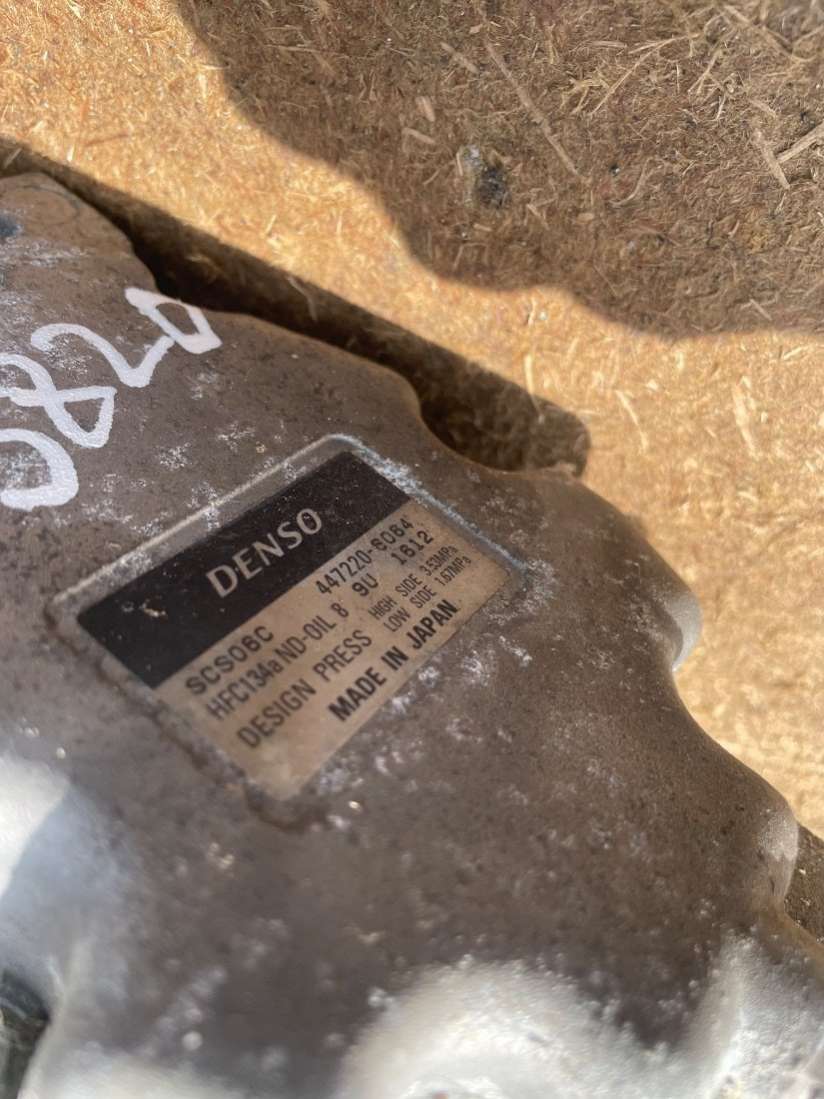 0820
DENSO
SCS06C 447220-6064
HFC134a ND-OIL 8 9U 1612
DESIGN PRESS HIGH SIDE 3.53MPa
LOW SIDE 1.67MPa
MADE IN JAPAN